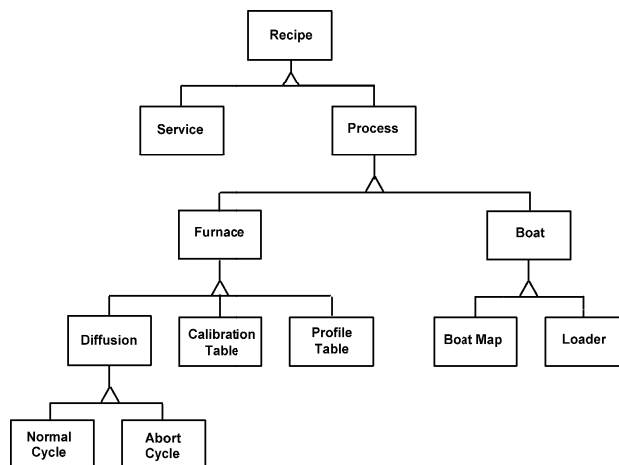 Recipe
Service
Process
Furnace
Boat
Diffusion
Calibration
Table
Profile
Table
Boat Map
Loader
Normal
Cycle
Abort
Cycle